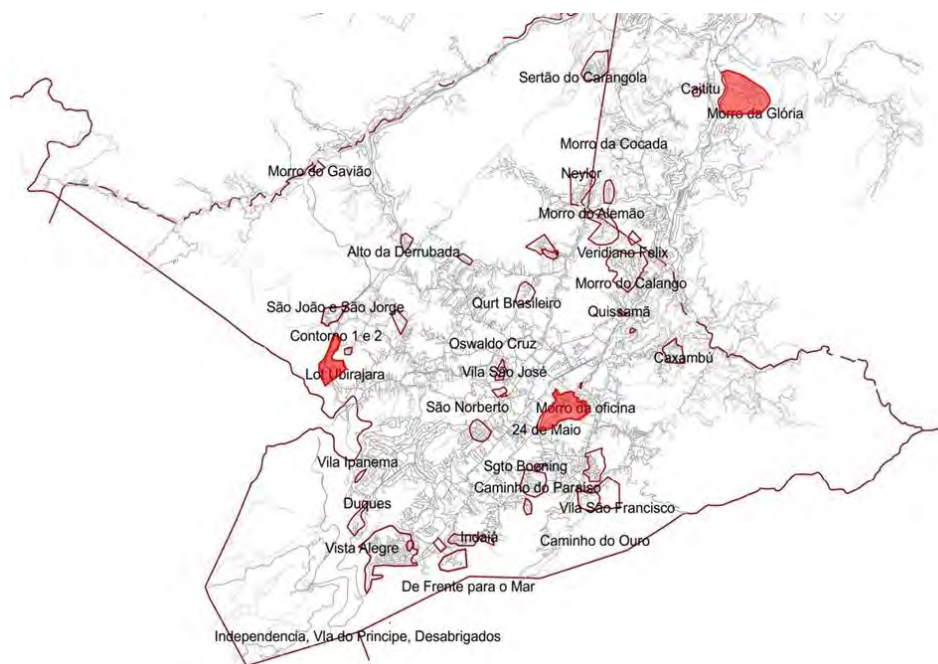 Sertão do Carangola
Caititu
Morro da Glória
Morro da Cocada
Morro do Gavião
Neylor
Morro do Alemão
Alto da Derrubada
Veridiano Felix
Morro do Calango
Qurt Brasileiro
São João e São Jorge
Quissamã
Contorno 1 e 2
Oswaldo Cruz
Caxambú
Lot Ubirajara
Vila São José
São Norberto
Morro da oficina
24 de Maio
Vila Ipanema
Sgto Boening
Caminho do Paraiso
Duques
Vila São Francisco
Indaiá
Caminho do Ouro
Vista Alegre
De Frente para o Mar
Independencia, VIa do Principe, Desabrigados